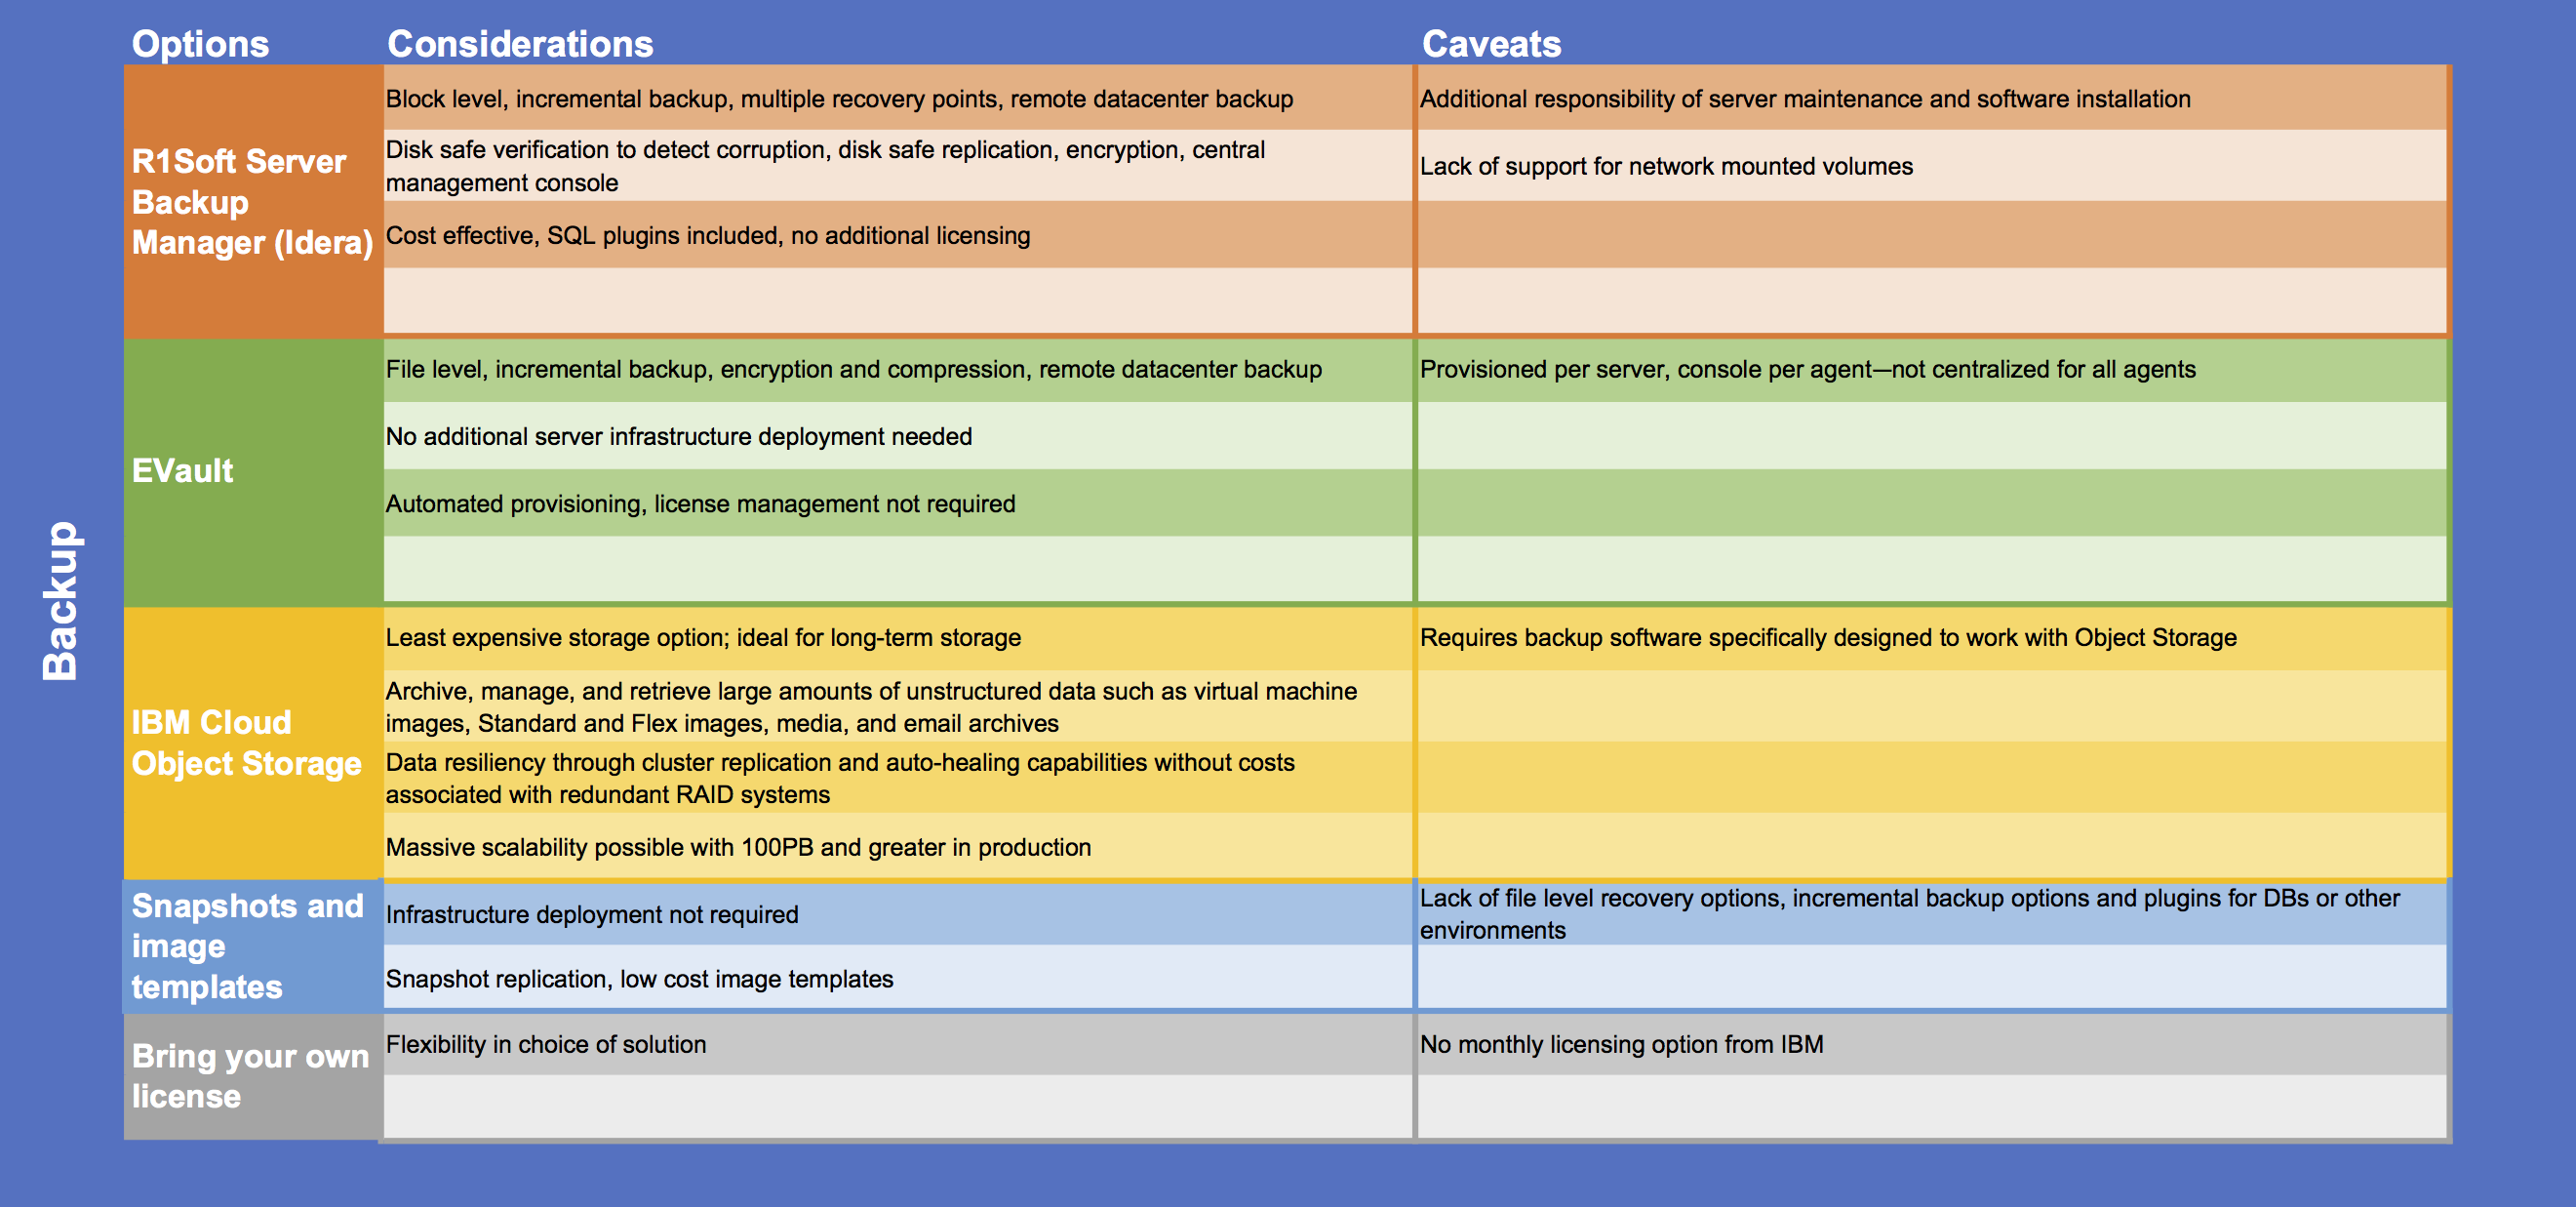 Backup
Options
Considerations
Caveats
R1Soft Server
Backup
Manager (Idera)
Block level, incremental backup, multiple recovery points, remote datacenter backup
Additional responsibility of server maintenance and software installation
Disk safe verification to detect corruption, disk safe replication, encryption, central
management console
Lack of support for network mounted volumes
Cost effective, SQL plugins included, no additional licensing
EVault
File level, incremental backup, encryption and compression, remote datacenter backup
Provisioned per server, console per agent—not centralized for all agents
No additional server infrastructure deployment needed
Automated provisioning, license management not required
IBM Cloud
Object Storage
Least expensive storage option; ideal for long-term storage
Requires backup software specifically designed to work with Object Storage
Archive, manage, and retrieve large amounts of unstructured data such as virtual machine
images, Standard and Flex images, media, and email archives
Data resiliency through cluster replication and auto-healing capabilities without costs
associated with redundant RAID systems
Massive scalability possible with 100PB and greater in production
Snapshots and
image
templates
Infrastructure deployment not required
Lack of file level recovery options, incremental backup options and plugins for DBs or other
environments
Snapshot replication, low cost image templates
Bring your own
license
Flexibility in choice of solution
No monthly licensing option from IBM